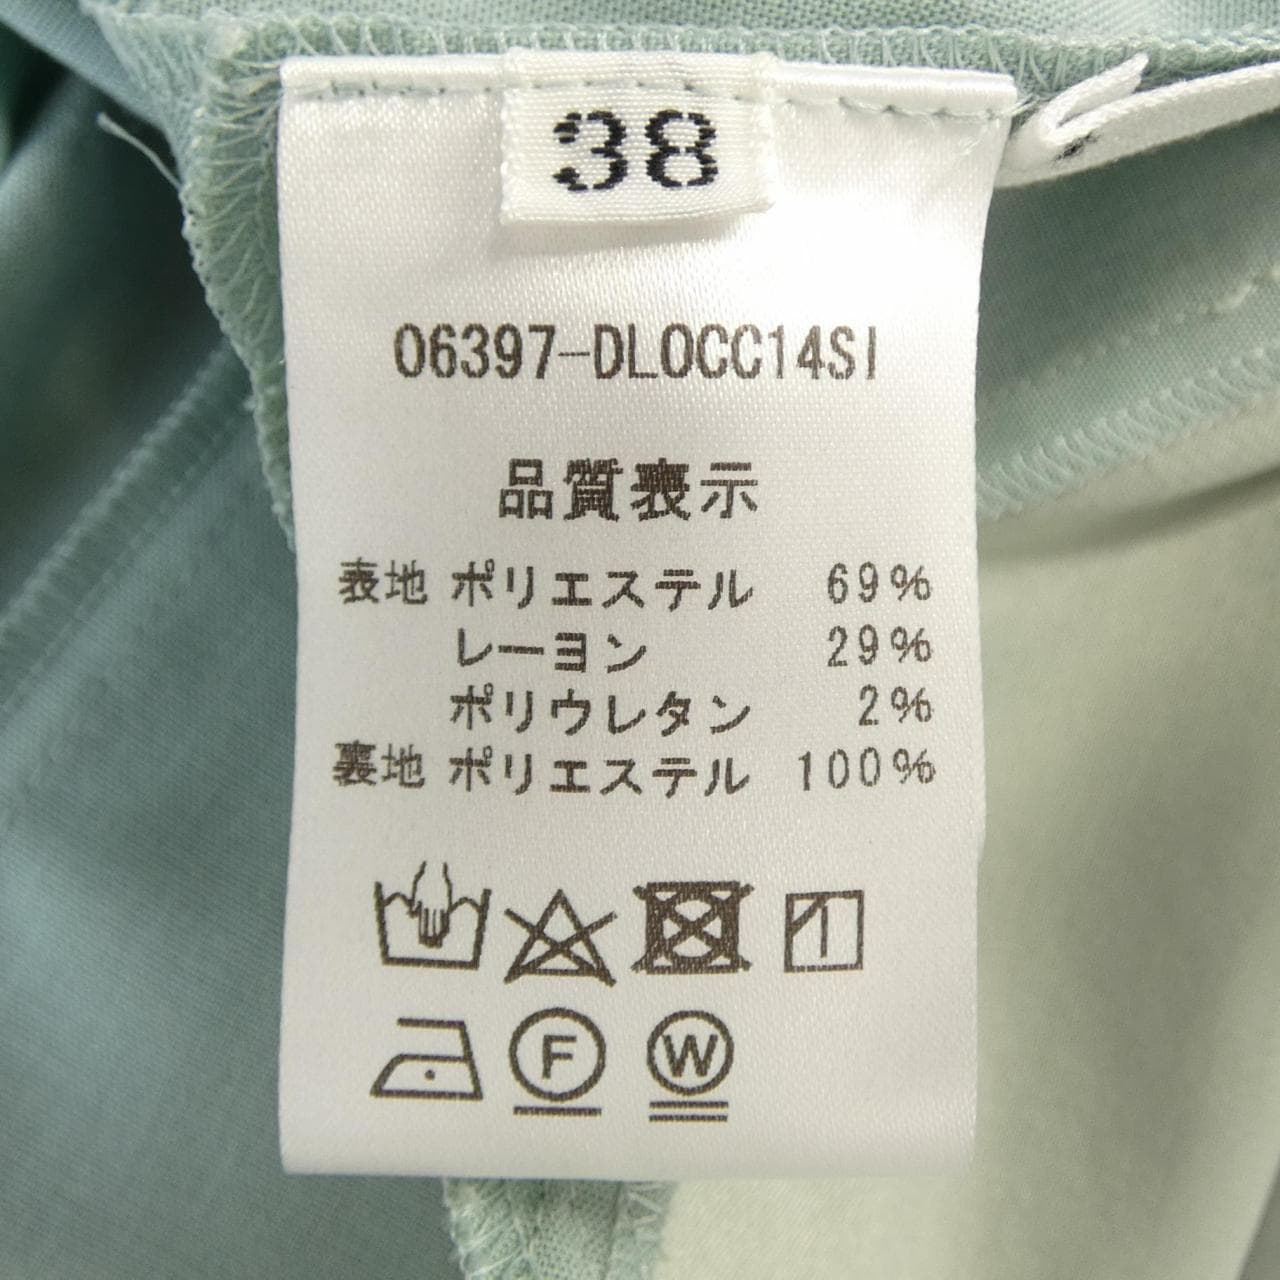 38
06397-DLOCC14SI
品質表示
表地 ポリエステル 69%
レーヨン 29%
ポリウレタン 2%
裏地 ポリエステル 100%
F W